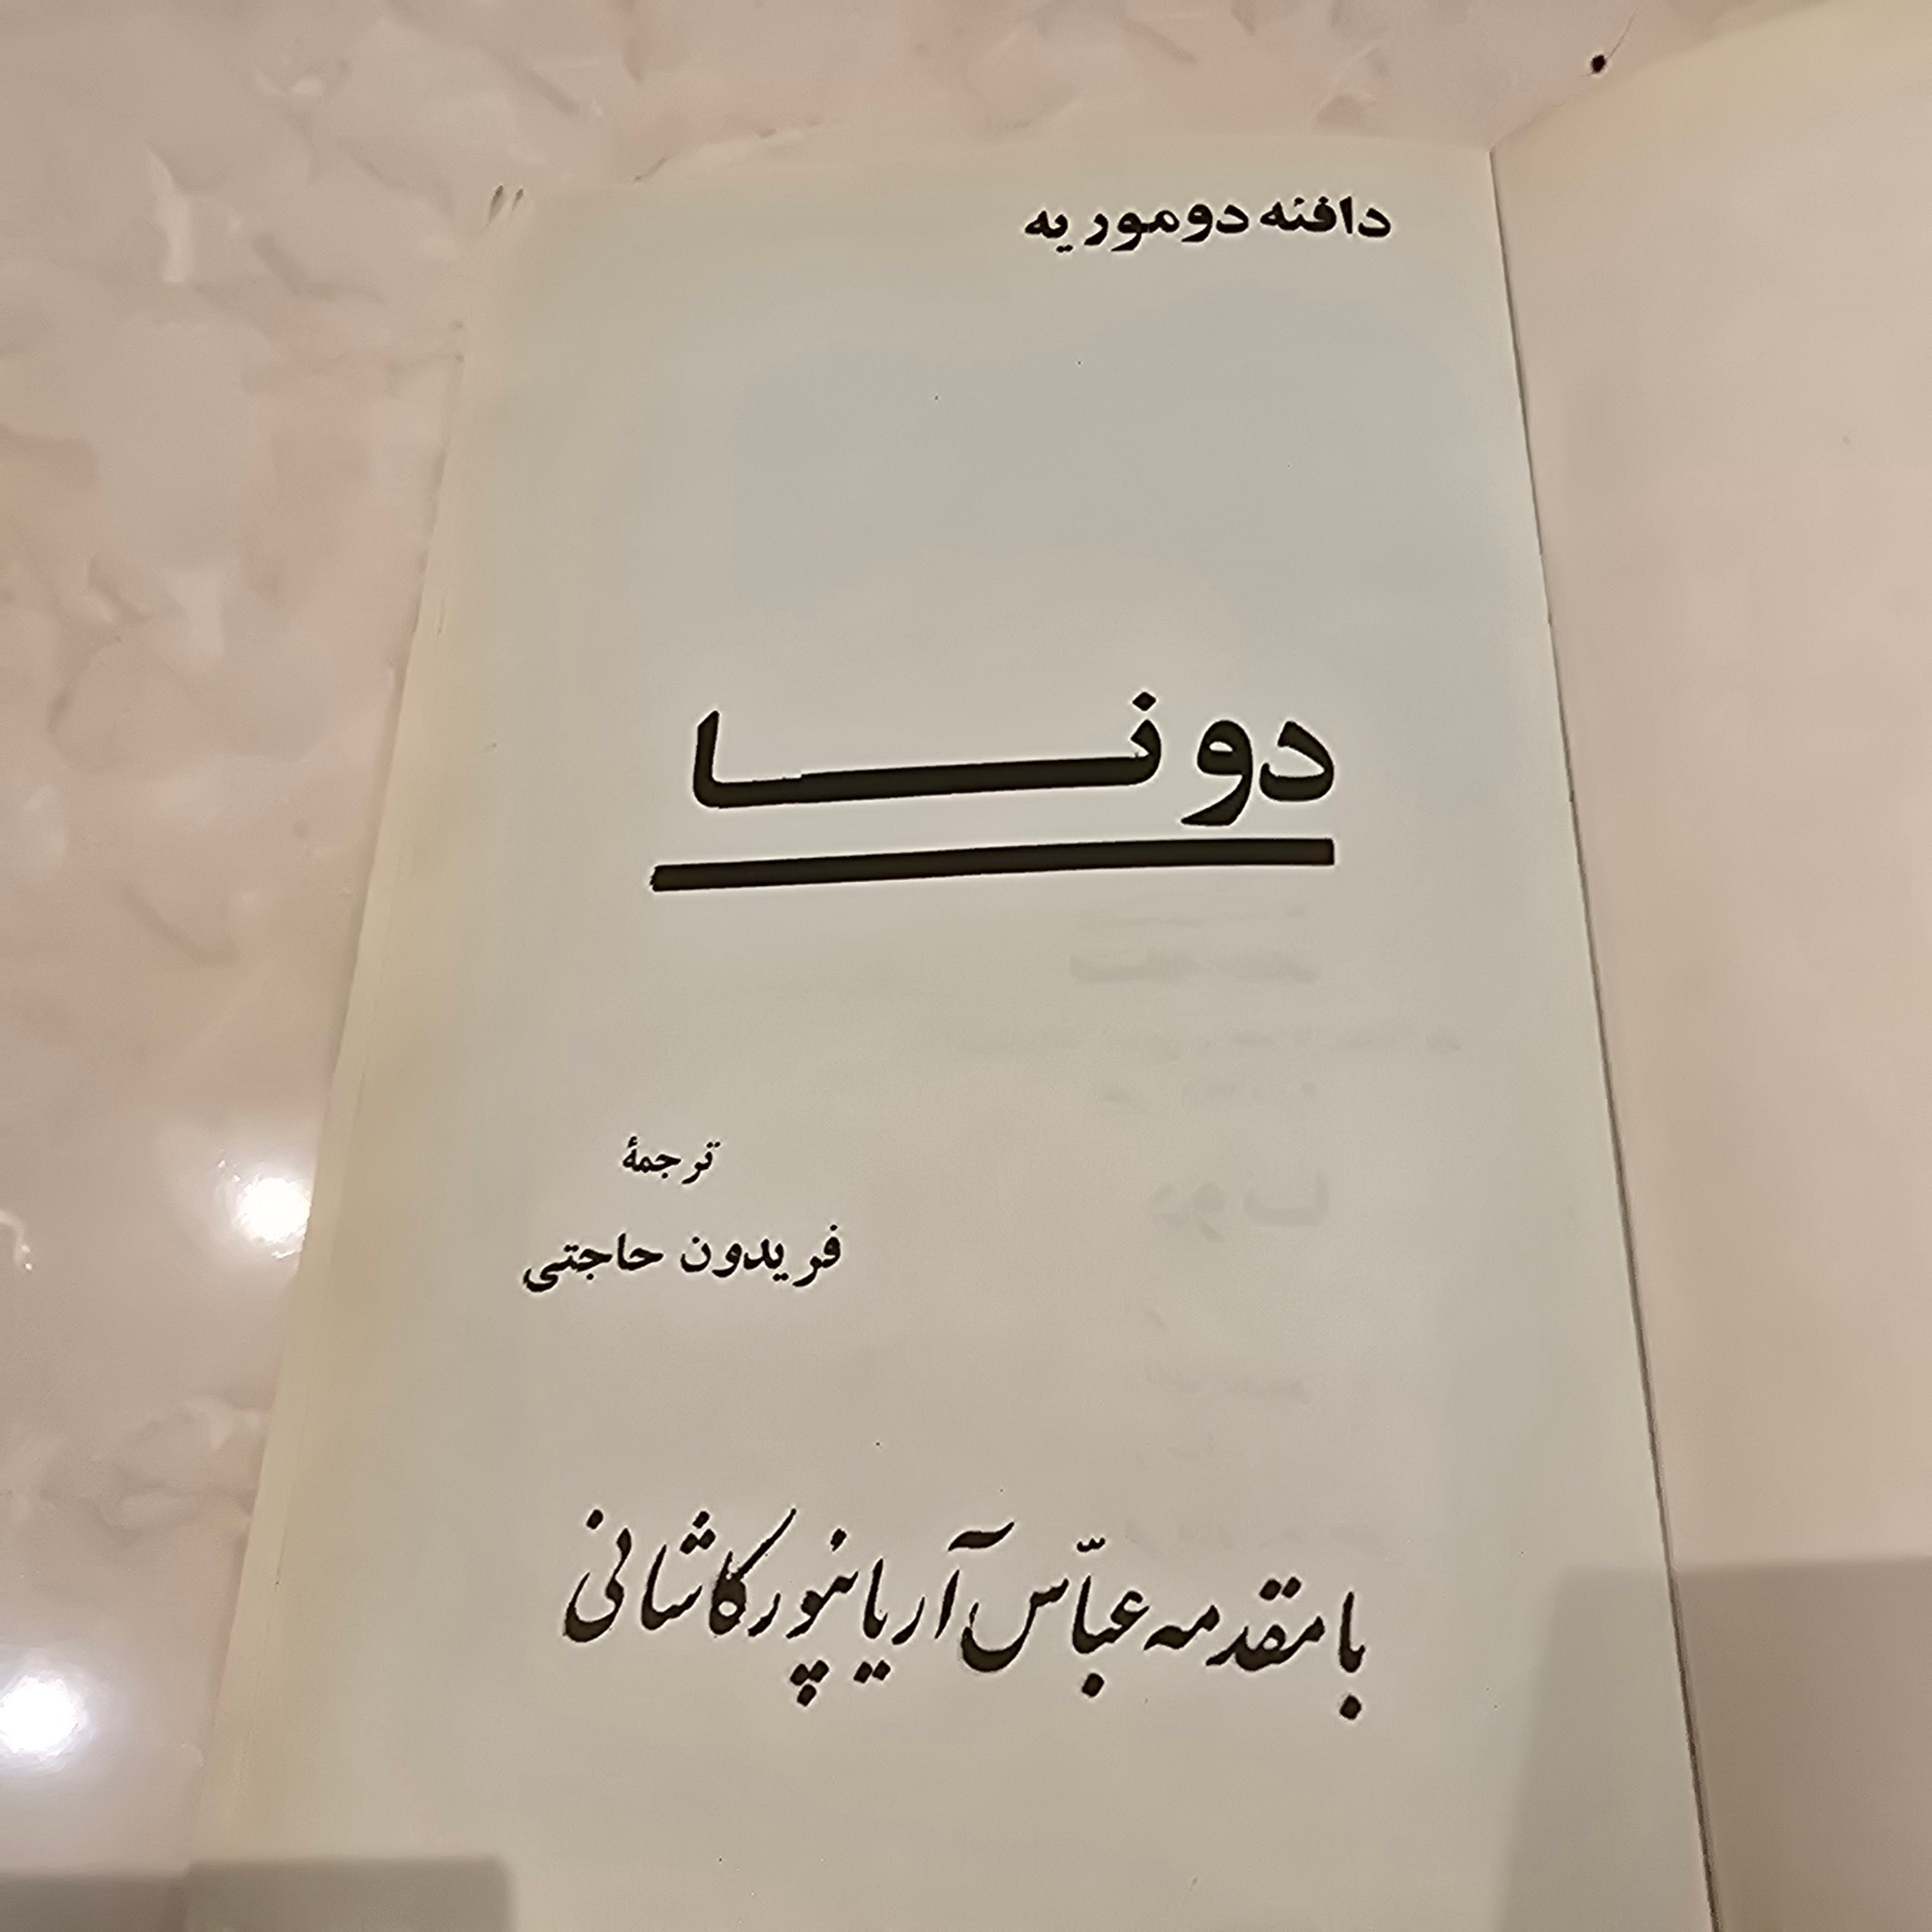 دافنه دوموریه
دونا
ترجمهٔ
فریدون حاجتی
با مقدمه عبّاس آریانپور کاشانی